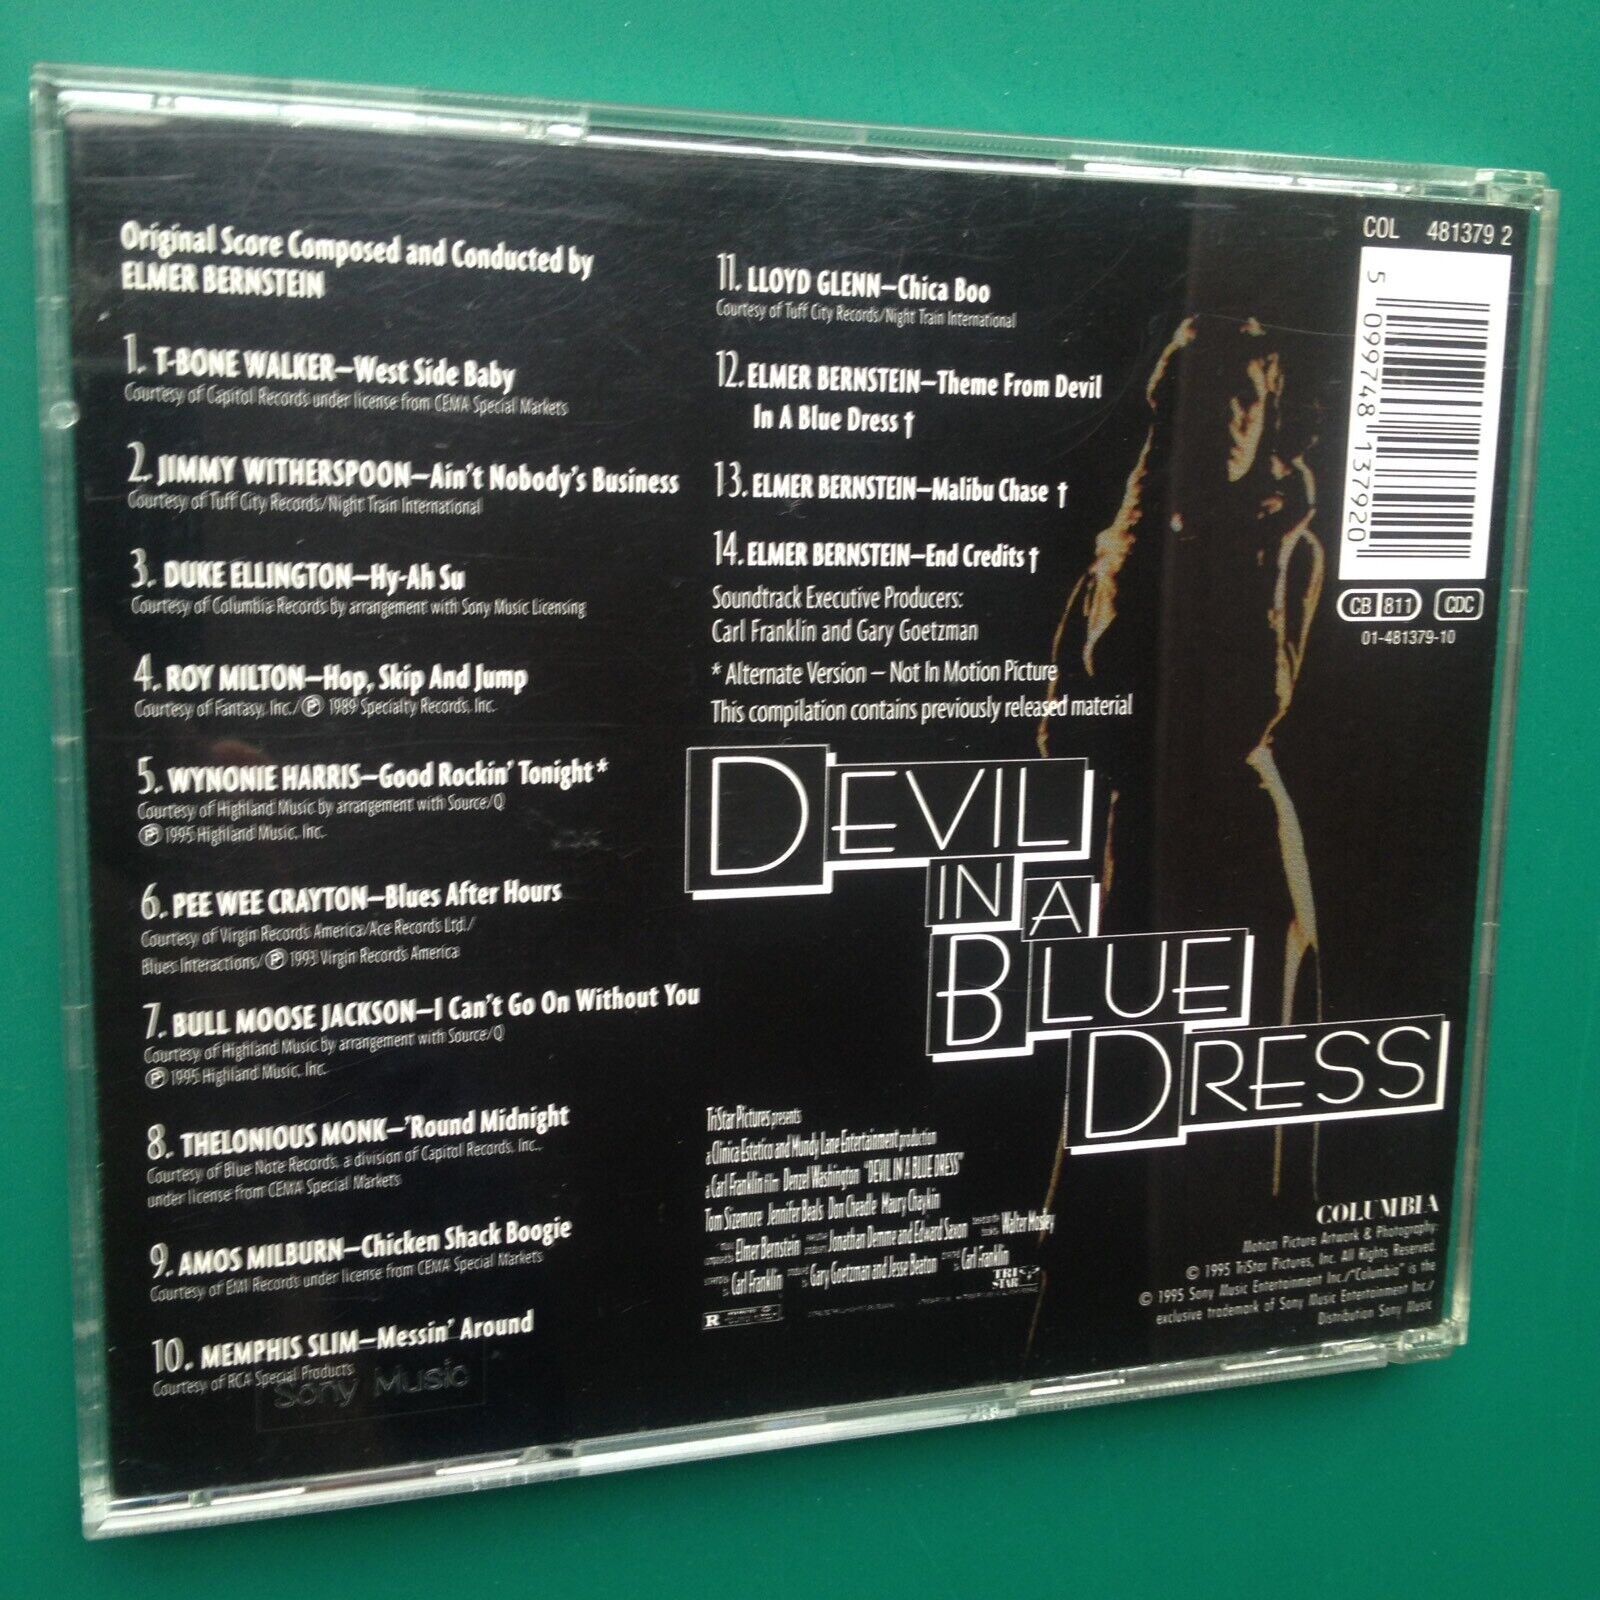 Original Score Composed and Conducted by
ELMER BERNSTEIN
1. T-BONE WALKER–West Side Baby
Courtesy of Capitol Records under license from CEMA Special Markets
2. JIMMY WITHERSPOON–Ain't Nobody's Business
Courtesy of Tuff City Records/Night Train International
3. DUKE ELLINGTON–Hy-Ah Su
Courtesy of Columbia Records by arrangement with Sony Music Licensing
4. ROY MILTON–Hop, Skip And Jump
Courtesy of Fantasy, Inc./℗ 1989 Specialty Records, Inc.
5. WYNONIE HARRIS–Good Rockin' Tonight*
Courtesy of Highland Music by arrangement with Source/Q
℗ 1995 Highland Music, Inc.
6. PEE WEE CRAYTON–Blues After Hours
Courtesy of Virgin Records America/Ace Records Ltd./
Blues Interactions/℗ 1993 Virgin Records America
7. BULL MOOSE JACKSON–I Can't Go On Without You
Courtesy of Highland Music by arrangement with Source/Q
℗ 1995 Highland Music, Inc.
8. THELONIOUS MONK–'Round Midnight
Courtesy of Blue Note Records, a division of Capitol Records, Inc.,
under license from CEMA Special Markets
9. AMOS MILBURN–Chicken Shack Boogie
Courtesy of EMI Records under license from CEMA Special Markets
10. MEMPHIS SLIM–Messin' Around
Courtesy of RCA Special Products
Sony Music
11. LLOYD GLENN–Chica Boo
Courtesy of Tuff City Records/Night Train International
12. ELMER BERNSTEIN–Theme From Devil
In A Blue Dress †
13. ELMER BERNSTEIN–Malibu Chase †
14. ELMER BERNSTEIN–End Credits †
Soundtrack Executive Producers:
Carl Franklin and Gary Goetzman
* Alternate Version – Not In Motion Picture
This compilation contains previously released material
DEVIL
IN A
BLUE
DRESS
TriStar Pictures presents
a Clinica Estetico and Mundy Lane Entertainment production
a Carl Franklin film Denzel Washington "DEVIL IN A BLUE DRESS"
Tom Sizemore Jennifer Beals Don Cheadle Maury Chaykin
Elmer Bernstein Jonathan Demme and Edward Saxon Walter Mosley
Carl Franklin Gary Goetzman and Jesse Beaton Carl Franklin
R
TRI STAR
COL 481379 2
5 099748 137920
CB 811 CDC
01-481379-10
COLUMBIA
Motion Picture Artwork & Photography
© 1995 TriStar Pictures, Inc. All Rights Reserved.
© 1995 Sony Music Entertainment Inc./"Columbia" is the
exclusive trademark of Sony Music Entertainment Inc./
Distribution Sony Music